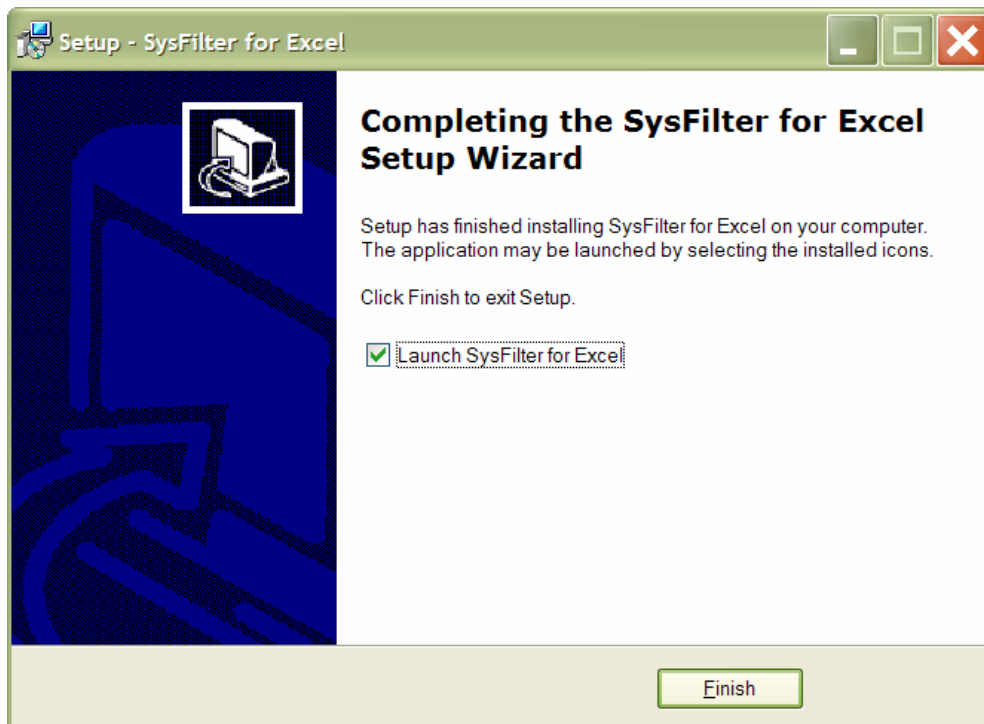 Setup - SysFilter for Excel
Completing the SysFilter for Excel
Setup Wizard
Setup has finished installing SysFilter for Excel on your computer.
The application may be launched by selecting the installed icons.
Click Finish to exit Setup.
Launch SysFilter for Excel
Finish